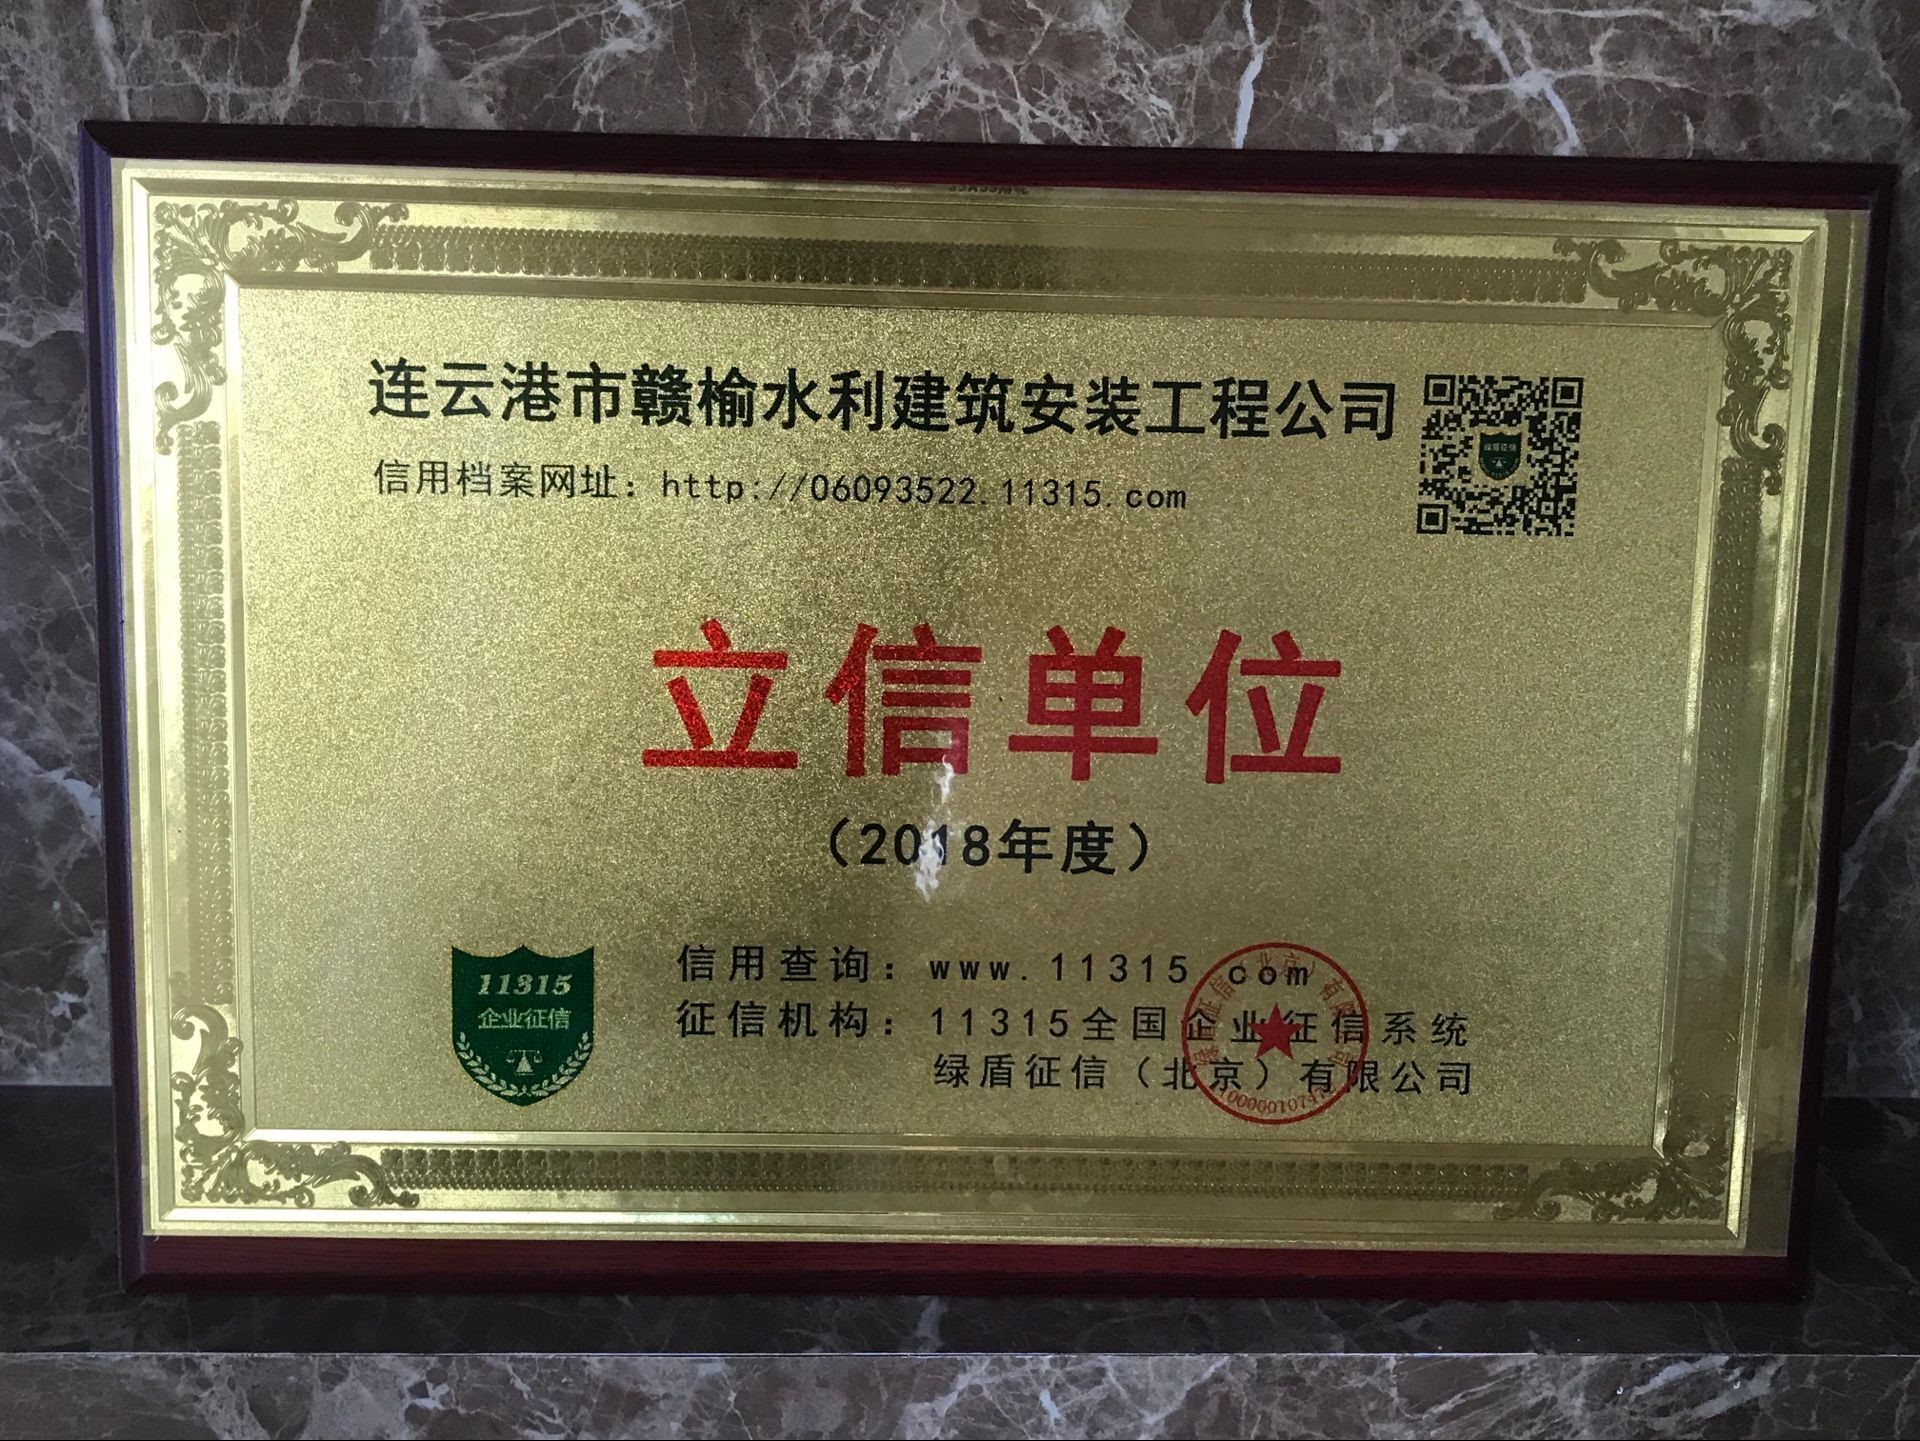 连云港市赣榆水利建筑安装工程公司
信用档案网址：http://06093522.11315.com
立信单位
（2018年度）
11315
企业征信
信用查询：www.11315.com
征信机构：11315全国企业征信系统
绿盾征信（北京）有限公司